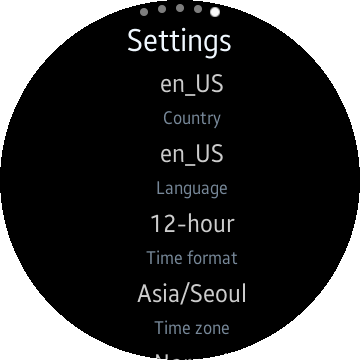 Settings
en_US
Country
en_US
Language
12-hour
Time format
Asia/Seoul
Time zone